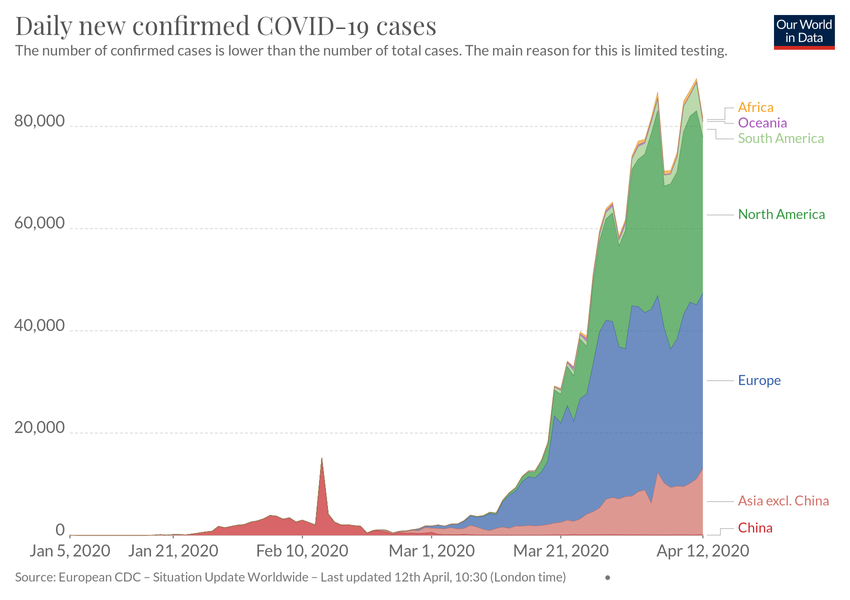 Daily new confirmed COVID-19 cases
The number of confirmed cases is lower than the number of total cases. The main reason for this is limited testing.
Our World
in Data
80,000
60,000
40,000
20,000
0
Africa
Oceania
South America
North America
Europe
Asia excl. China
China
Jan 5, 2020 Jan 21, 2020 Feb 10, 2020 Mar 1, 2020 Mar 21, 2020 Apr 12, 2020
Source: European CDC – Situation Update Worldwide – Last updated 12th April, 10:30 (London time) •